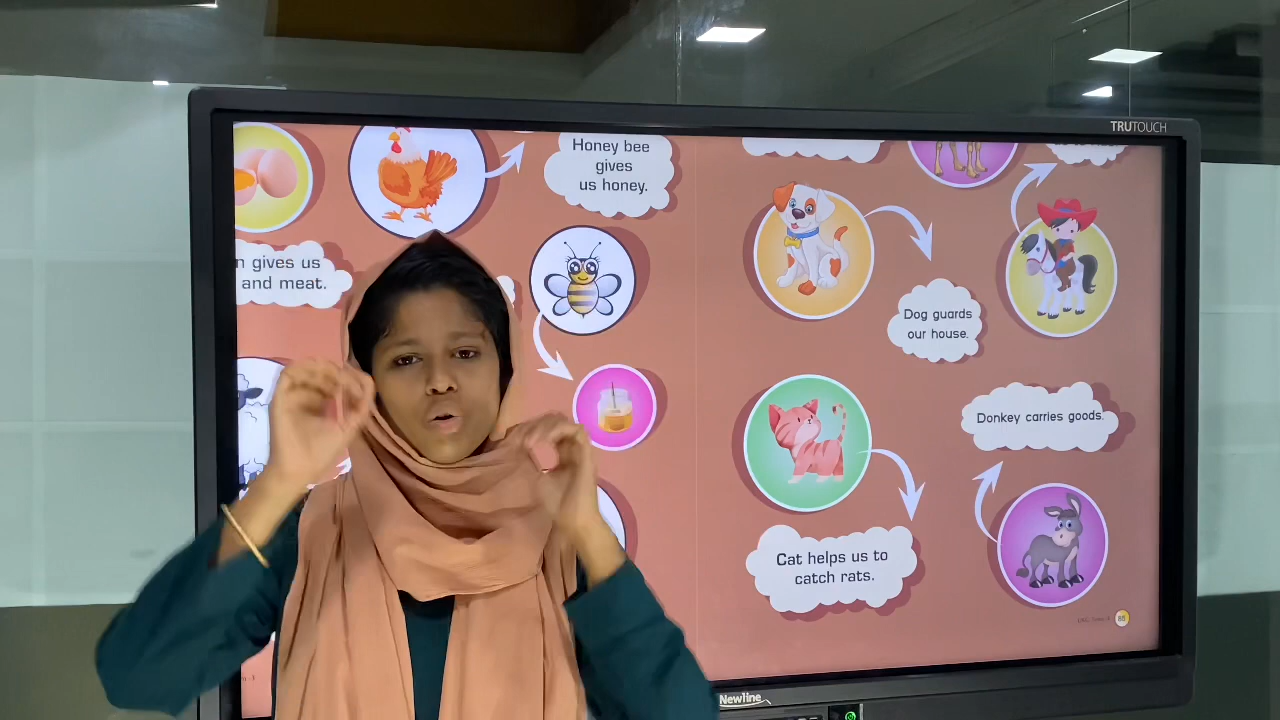 TRUTOUCH
Honey bee
gives
us honey.
n gives us
and meat.
Dog guards
our house.
Donkey carries goods.
Cat helps us to
catch rats.
86
Newline